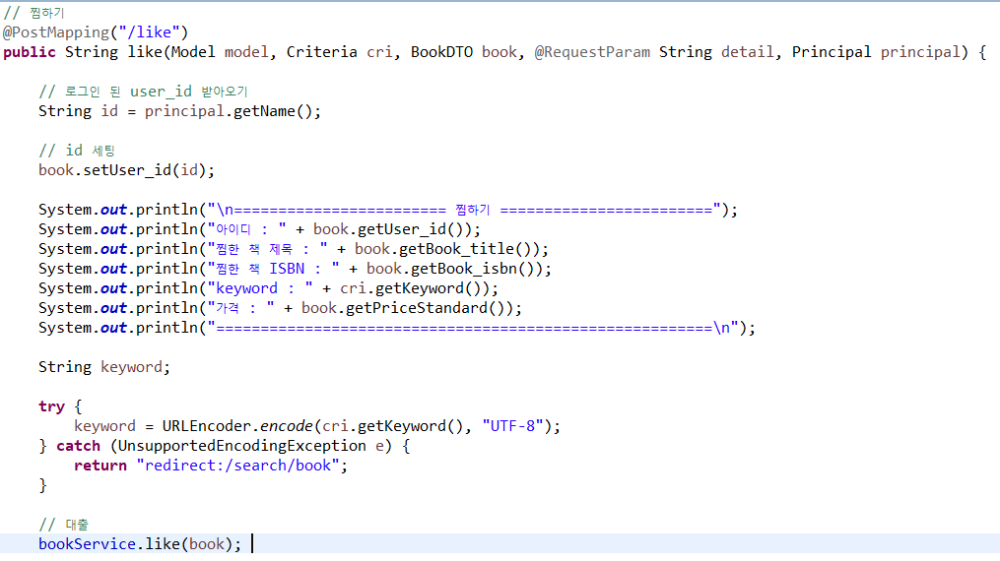 // 찜하기
@PostMapping("/like")
public String like(Model model, Criteria cri, BookDTO book, @RequestParam String detail, Principal principal) {
// 로그인 된 user_id 받아오기
String id = principal.getName();
// id 세팅
book.setUser_id(id);
System.out.println("\n======================== 찜하기 ========================");
System.out.println("아이디 : " + book.getUser_id());
System.out.println("찜한 책 제목 : " + book.getBook_title());
System.out.println("찜한 책 ISBN : " + book.getBook_isbn());
System.out.println("keyword : " + cri.getKeyword());
System.out.println("가격 : " + book.getPriceStandard());
System.out.println("========================================================\n");
String keyword;
try {
keyword = URLEncoder.encode(cri.getKeyword(), "UTF-8");
} catch (UnsupportedEncodingException e) {
return "redirect:/search/book";
}
// 대출
bookService.like(book);